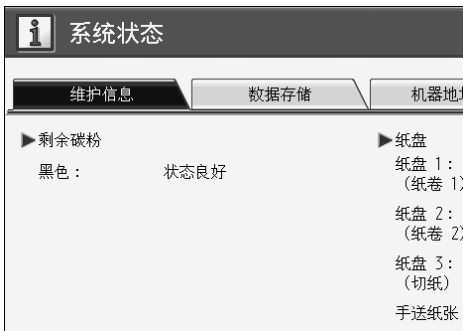 系统状态
维护信息 数据存储 机器地
剩余碳粉
黑色： 状态良好
纸盘
纸盘 1：
（纸卷 1）
纸盘 2：
（纸卷 2）
纸盘 3：
（切纸）
手送纸张